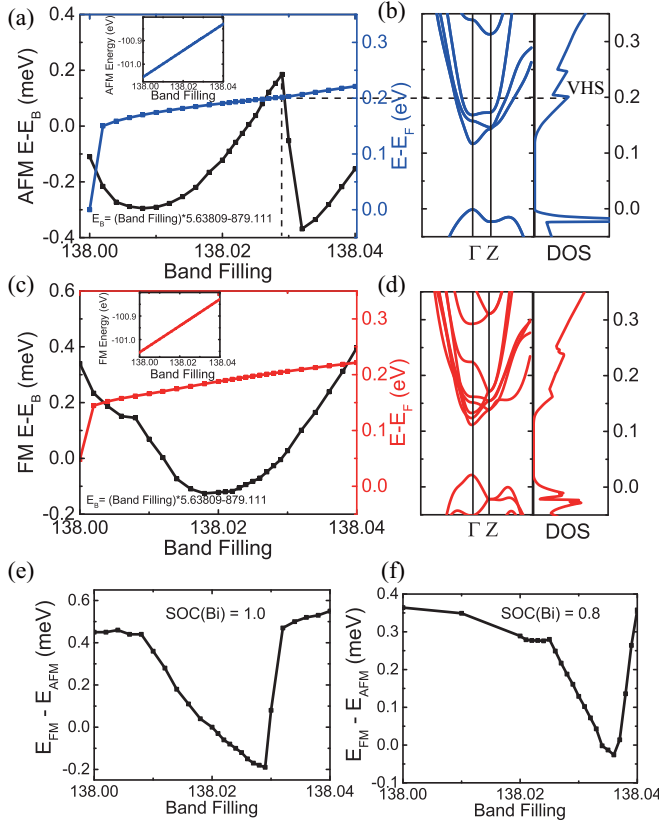 (a)
AFM E-E_B (meV)
0.4
0.2
0.0
-0.2
-0.4
AFM Energy (eV)
-100.9
-101.0
138.00 138.04
Band Filling
E_B= (Band Filling)*5.63809-879.111
138.00 138.02 138.04
Band Filling
0.3
0.2
0.1
0.0
E-E_F (eV)
(b)
VHS
0.3
0.2
0.1
0.0
Γ Z DOS
(c)
FM E-E_B (meV)
0.6
0.4
0.2
0.0
-0.2
FM Energy (eV)
-100.9
-101.0
138.00 138.04
Band Filling
E_B= (Band Filling)*5.63809-879.111
138.00 138.02 138.04
Band Filling
0.3
0.2
0.1
0.0
E-E_F (eV)
(d)
0.3
0.2
0.1
0.0
Γ Z DOS
(e)
SOC(Bi) = 1.0
E_FM - E_AFM (meV)
0.6
0.4
0.2
0.0
-0.2
138.00 138.02 138.04
Band Filling
(f)
SOC(Bi) = 0.8
E_FM - E_AFM (meV)
0.4
0.3
0.2
0.1
0.0
-0.1
138.00 138.02 138.04
Band Filling